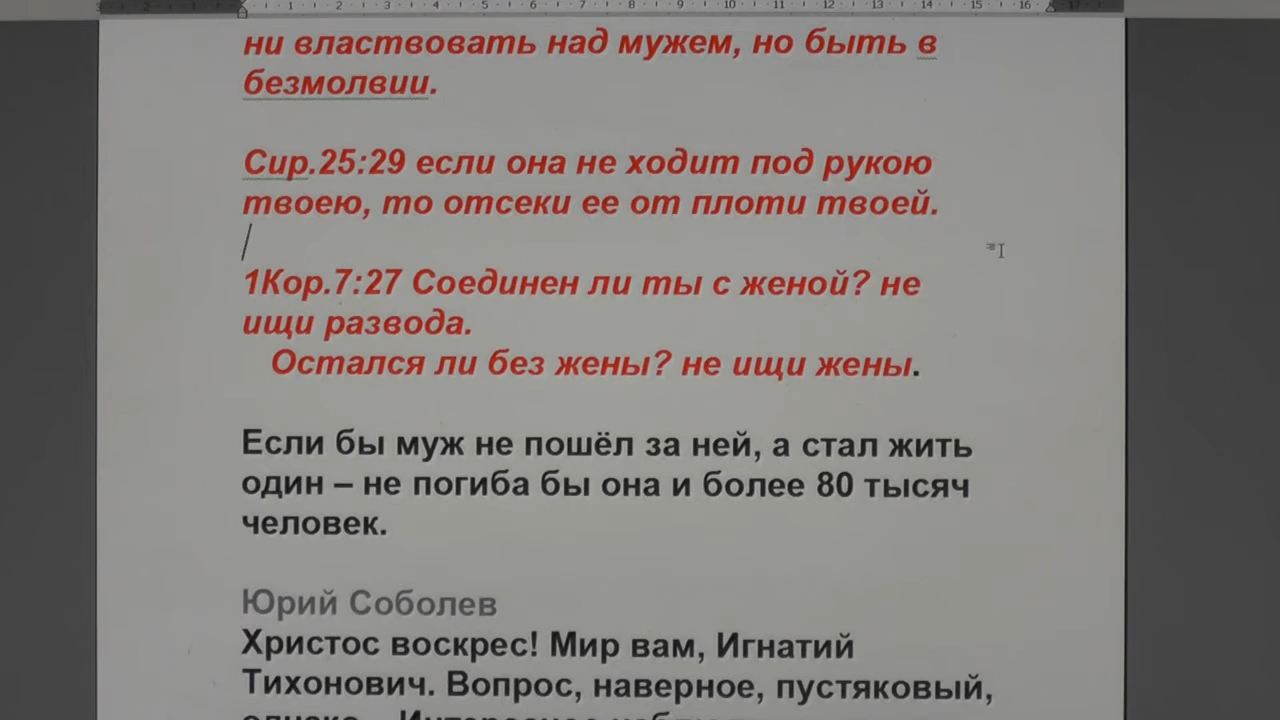 ни властвовать над мужем, но быть в
безмолвии.
Сир.25:29 если она не ходит под рукою
твоею, то отсеки ее от плоти твоей.
1Кор.7:27 Соединен ли ты с женой? не
ищи развода.
Остался ли без жены? не ищи жены.
Если бы муж не пошёл за ней, а стал жить
один – не погиба бы она и более 80 тысяч
человек.
Юрий Соболев
Христос воскрес! Мир вам, Игнатий
Тихонович. Вопрос, наверное, пустяковый,